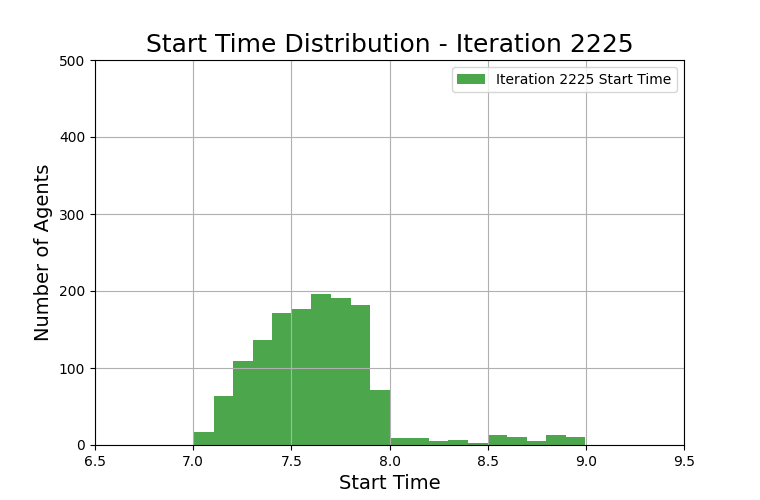 Start Time Distribution - Iteration 2225
Iteration 2225 Start Time
500
400
300
200
100
0
Number of Agents
6.5 7.0 7.5 8.0 8.5 9.0 9.5
Start Time